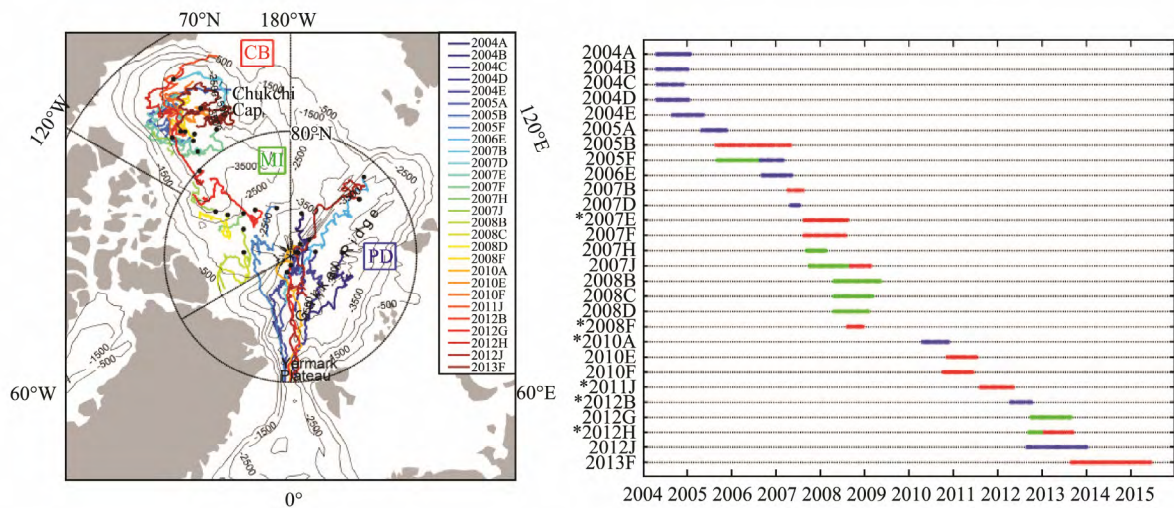 70°N 180°W
CB
120°W
120°E
Chukchi
Cap.
80°N
MI
PD
Gakkel Ridge
Yermark
Plateau
60°W
60°E
0°
-500
-1500
-2500
-3500
2004A
2004B
2004C
2004D
2004E
2005A
2005B
2005F
2006E
2007B
2007D
2007E
2007F
2007H
2007J
2008B
2008C
2008D
2008F
2010A
2010E
2010F
2011J
2012B
2012G
2012H
2012J
2013F
2004A
2004B
2004C
2004D
2004E
2005A
2005B
2005F
2006E
2007B
2007D
*2007E
2007F
2007H
2007J
2008B
2008C
2008D
*2008F
*2010A
2010E
2010F
*2011J
*2012B
2012G
*2012H
2012J
2013F
2004 2005 2006 2007 2008 2009 2010 2011 2012 2013 2014 2015